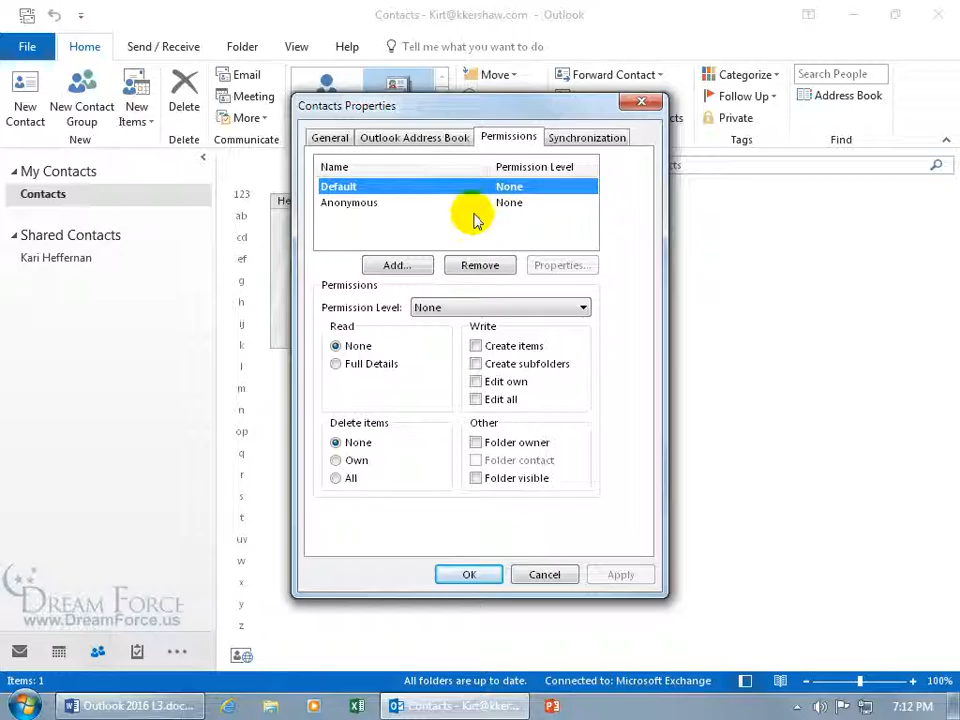 Contacts - Kirt@kkershaw.com - Outlook
File Home Send / Receive Folder View Help Tell me what you want to do
New Contact
New Contact Group
New Items
Delete
Email
Meeting
More
Move
Forward Contact
Categorize
Follow Up
Private
Search People
Address Book
New Delete Communicate Tags Find
Contacts Properties
General Outlook Address Book Permissions Synchronization
My Contacts
Contacts
Shared Contacts
Kari Heffernan
123
ab
cd
ef
g
h
ij
k
l
m
n
op
q
r
s
t
uv
w
x
y
z
He
Name Permission Level
Default None
Anonymous None
Add... Remove Properties...
Permissions
Permission Level: None
Read
None
Full Details
Write
Create items
Create subfolders
Edit own
Edit all
Delete items
None
Own
All
Other
Folder owner
Folder contact
Folder visible
OK Cancel Apply
DREAM FORCE
www.DreamForce.us
Items: 1 All folders are up to date. Connected to: Microsoft Exchange 100%
Outlook 2016 L3.doc... Contacts - Kirt@kke... 7:12 PM